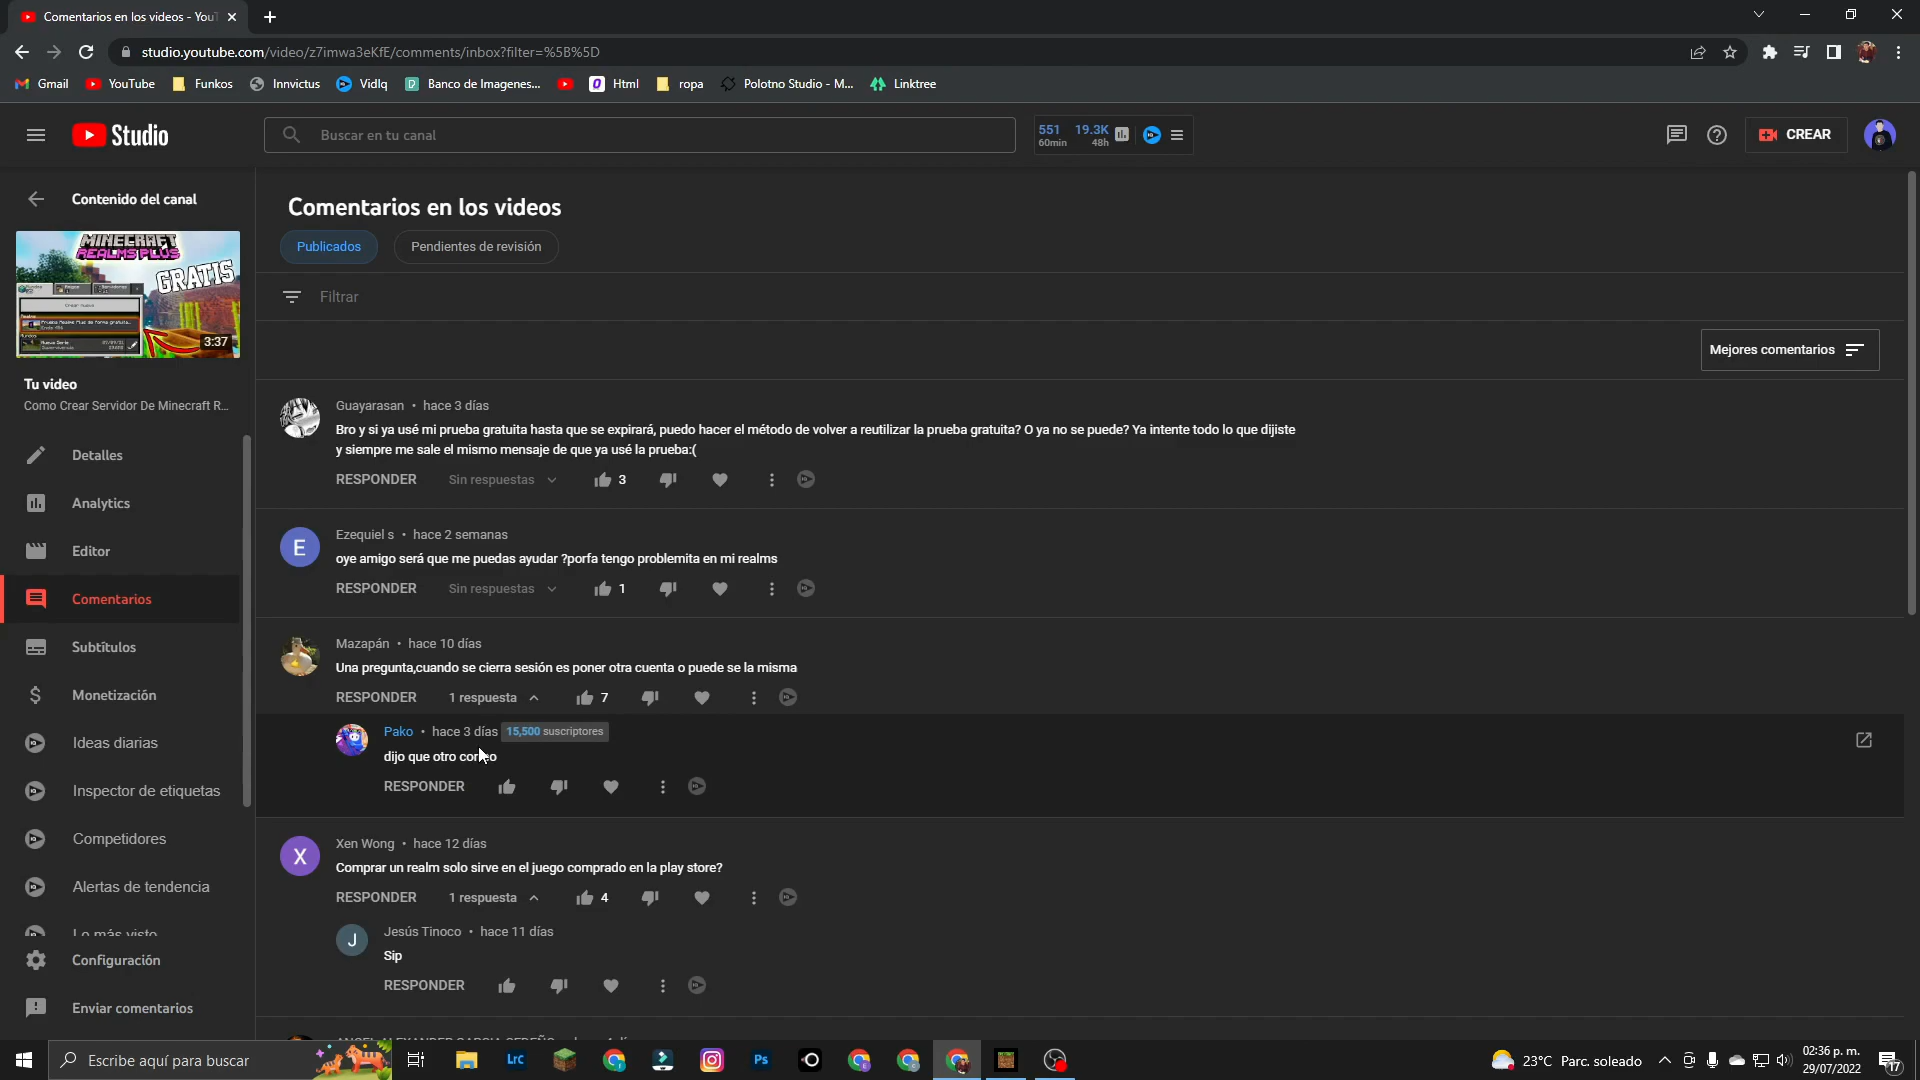 Comentarios en los videos - YouT
studio.youtube.com/video/z7imwa3eKfE/comments/inbox?filter=%5B%5D
Gmail
YouTube
Funkos
Innvictus
VidIq
Banco de Imagenes...
Html
ropa
Polotno Studio - M...
Linktree
Studio
Buscar en tu canal
551
60min
19.3K
48h
CREAR
Contenido del canal
MINECRAFT
REALMS PLUS
GRATIS
3:37
Tu video
Como Crear Servidor De Minecraft R...
Detalles
Analytics
Editor
Comentarios
Subtítulos
Monetización
Ideas diarias
Inspector de etiquetas
Competidores
Alertas de tendencia
Lo más visto
Configuración
Enviar comentarios
Comentarios en los videos
Publicados
Pendientes de revisión
Filtrar
Mejores comentarios
Guayarasan • hace 3 días
Bro y si ya usé mi prueba gratuita hasta que se expirará, puedo hacer el método de volver a reutilizar la prueba gratuita? O ya no se puede? Ya intente todo lo que dijiste
y siempre me sale el mismo mensaje de que ya usé la prueba:(
RESPONDER Sin respuestas 3
E
Ezequiel s • hace 2 semanas
oye amigo será que me puedas ayudar ?porfa tengo problemita en mi realms
RESPONDER Sin respuestas 1
Mazapán • hace 10 días
Una pregunta,cuando se cierra sesión es poner otra cuenta o puede se la misma
RESPONDER 1 respuesta 7
Pako • hace 3 días 15,500 suscriptores
dijo que otro correo
RESPONDER
X
Xen Wong • hace 12 días
Comprar un realm solo sirve en el juego comprado en la play store?
RESPONDER 1 respuesta 4
J
Jesús Tinoco • hace 11 días
Sip
RESPONDER
Escribe aquí para buscar
Lrc
Ps
23°C Parc. soleado
02:36 p. m.
29/07/2022
17